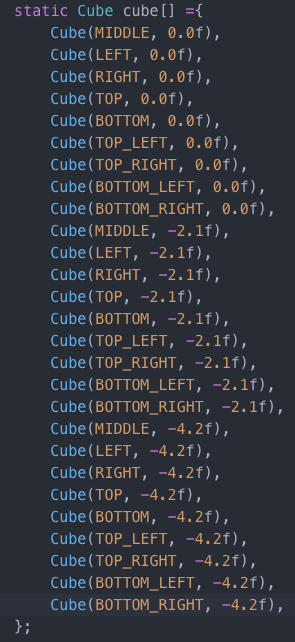 static Cube cube[] ={
    Cube(MIDDLE, 0.0f),
    Cube(LEFT, 0.0f),
    Cube(RIGHT, 0.0f),
    Cube(TOP, 0.0f),
    Cube(BOTTOM, 0.0f),
    Cube(TOP_LEFT, 0.0f),
    Cube(TOP_RIGHT, 0.0f),
    Cube(BOTTOM_LEFT, 0.0f),
    Cube(BOTTOM_RIGHT, 0.0f),
    Cube(MIDDLE, -2.1f),
    Cube(LEFT, -2.1f),
    Cube(RIGHT, -2.1f),
    Cube(TOP, -2.1f),
    Cube(BOTTOM, -2.1f),
    Cube(TOP_LEFT, -2.1f),
    Cube(TOP_RIGHT, -2.1f),
    Cube(BOTTOM_LEFT, -2.1f),
    Cube(BOTTOM_RIGHT, -2.1f),
    Cube(MIDDLE, -4.2f),
    Cube(LEFT, -4.2f),
    Cube(RIGHT, -4.2f),
    Cube(TOP, -4.2f),
    Cube(BOTTOM, -4.2f),
    Cube(TOP_LEFT, -4.2f),
    Cube(TOP_RIGHT, -4.2f),
    Cube(BOTTOM_LEFT, -4.2f),
    Cube(BOTTOM_RIGHT, -4.2f),
};